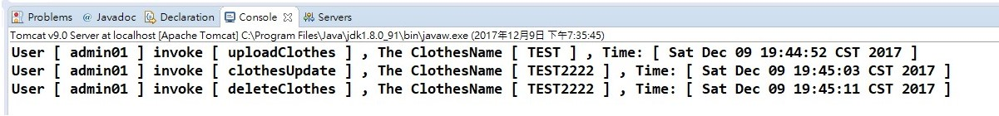 Problems @ Javadoc Declaration Console Servers
Tomcat v9.0 Server at localhost [Apache Tomcat] C:\Program Files\Java\jdk1.8.0_91\bin\javaw.exe (2017年12月9日 下午7:35:45)
User [ admin01 ] invoke [ uploadClothes ] , The ClothesName [ TEST ] , Time: [ Sat Dec 09 19:44:52 CST 2017 ]
User [ admin01 ] invoke [ clothesUpdate ] , The ClothesName [ TEST2222 ] , Time: [ Sat Dec 09 19:45:03 CST 2017 ]
User [ admin01 ] invoke [ deleteClothes ] , The ClothesName [ TEST2222 ] , Time: [ Sat Dec 09 19:45:11 CST 2017 ]